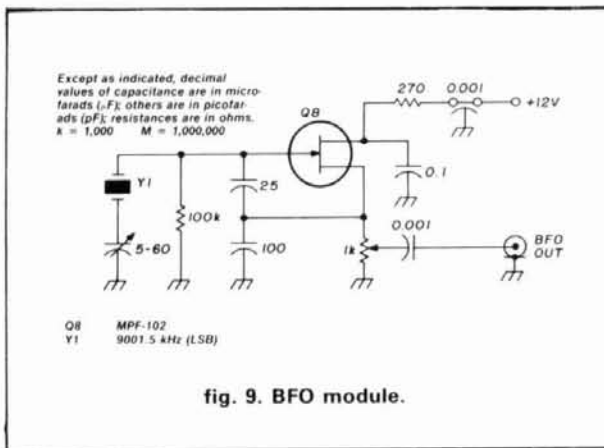 Except as indicated, decimal
values of capacitance are in micro-
farads (µF); others are in picofar-
ads (pF); resistances are in ohms.
k = 1,000 M = 1,000,000
Q8
270
0.001
+12V
Y1
25
0.1
100k
0.001
5-60
100
1k
BFO
OUT
Q8 MPF-102
Y1 9001.5 kHz (LSB)
fig. 9. BFO module.